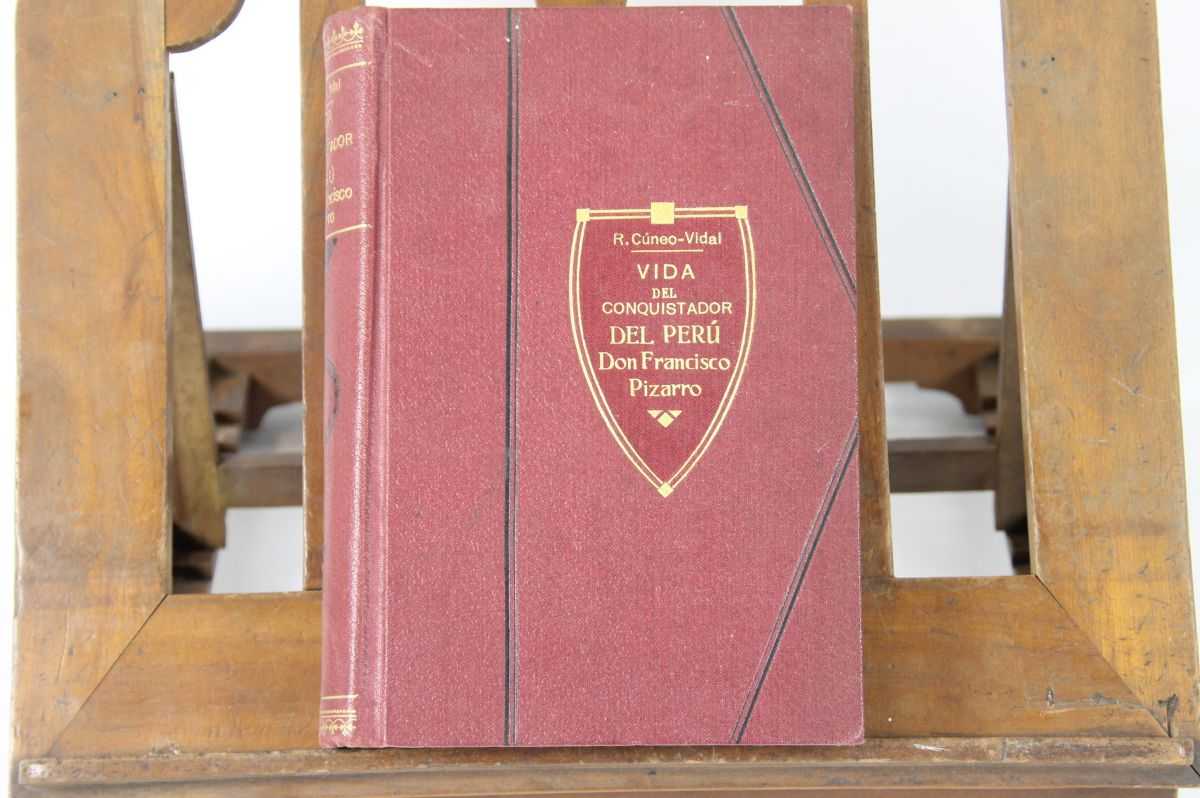 R. Cúneo-Vidal
VIDA
DEL
CONQUISTADOR
DEL PERÚ
Don Francisco
Pizarro